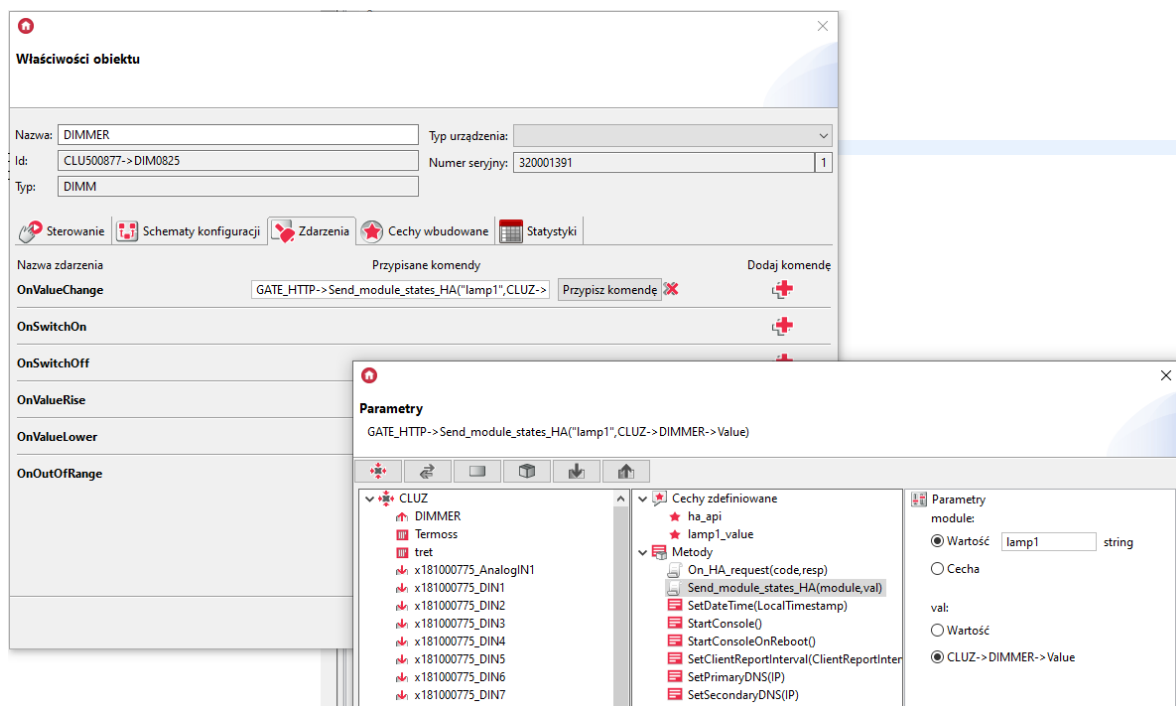 Właściwości obiektu
Nazwa: DIMMER Typ urządzenia:
Id: CLU500877->DIM0825 Numer seryjny: 320001391 1
Typ: DIMM
Sterowanie Schematy konfiguracji Zdarzenia Cechy wbudowane Statystyki
Nazwa zdarzenia Przypisane komendy Dodaj komendę
OnValueChange GATE_HTTP->Send_module_states_HA("lamp1",CLUZ-> Przypisz komendę
OnSwitchOn
OnSwitchOff
OnValueRise
OnValueLower
OnOutOfRange
Parametry
GATE_HTTP->Send_module_states_HA("lamp1",CLUZ->DIMMER->Value)
CLUZ
DIMMER
Termoss
tret
x181000775_AnalogIN1
x181000775_DIN1
x181000775_DIN2
x181000775_DIN3
x181000775_DIN4
x181000775_DIN5
x181000775_DIN6
x181000775_DIN7
Cechy zdefiniowane
ha_api
lamp1_value
Metody
On_HA_request(code,resp)
Send_module_states_HA(module,val)
SetDateTime(LocalTimestamp)
StartConsole()
StartConsoleOnReboot()
SetClientReportInterval(ClientReportInter
SetPrimaryDNS(IP)
SetSecondaryDNS(IP)
Parametry
module:
Wartość lamp1 string
Cecha
val:
Wartość
CLUZ->DIMMER->Value